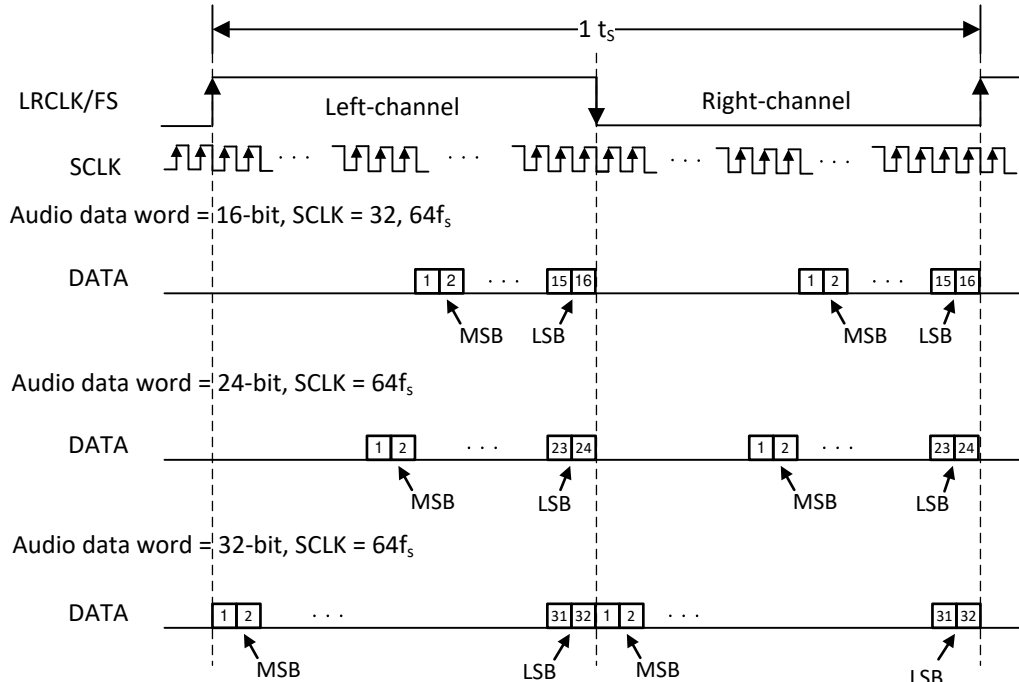 1 tS
LRCLK/FS
Left-channel
Right-channel
SCLK
. . .
. . .
. . .
. . .
Audio data word = 16-bit, SCLK = 32, 64fs
DATA
1 2 . . . 15 16 1 2 . . . 15 16
MSB LSB MSB LSB
Audio data word = 24-bit, SCLK = 64fs
DATA
1 2 . . . 23 24 1 2 . . . 23 24
MSB LSB MSB LSB
Audio data word = 32-bit, SCLK = 64fs
DATA
1 2 . . . 31 32 1 2 . . . 31 32
MSB LSB MSB LSB